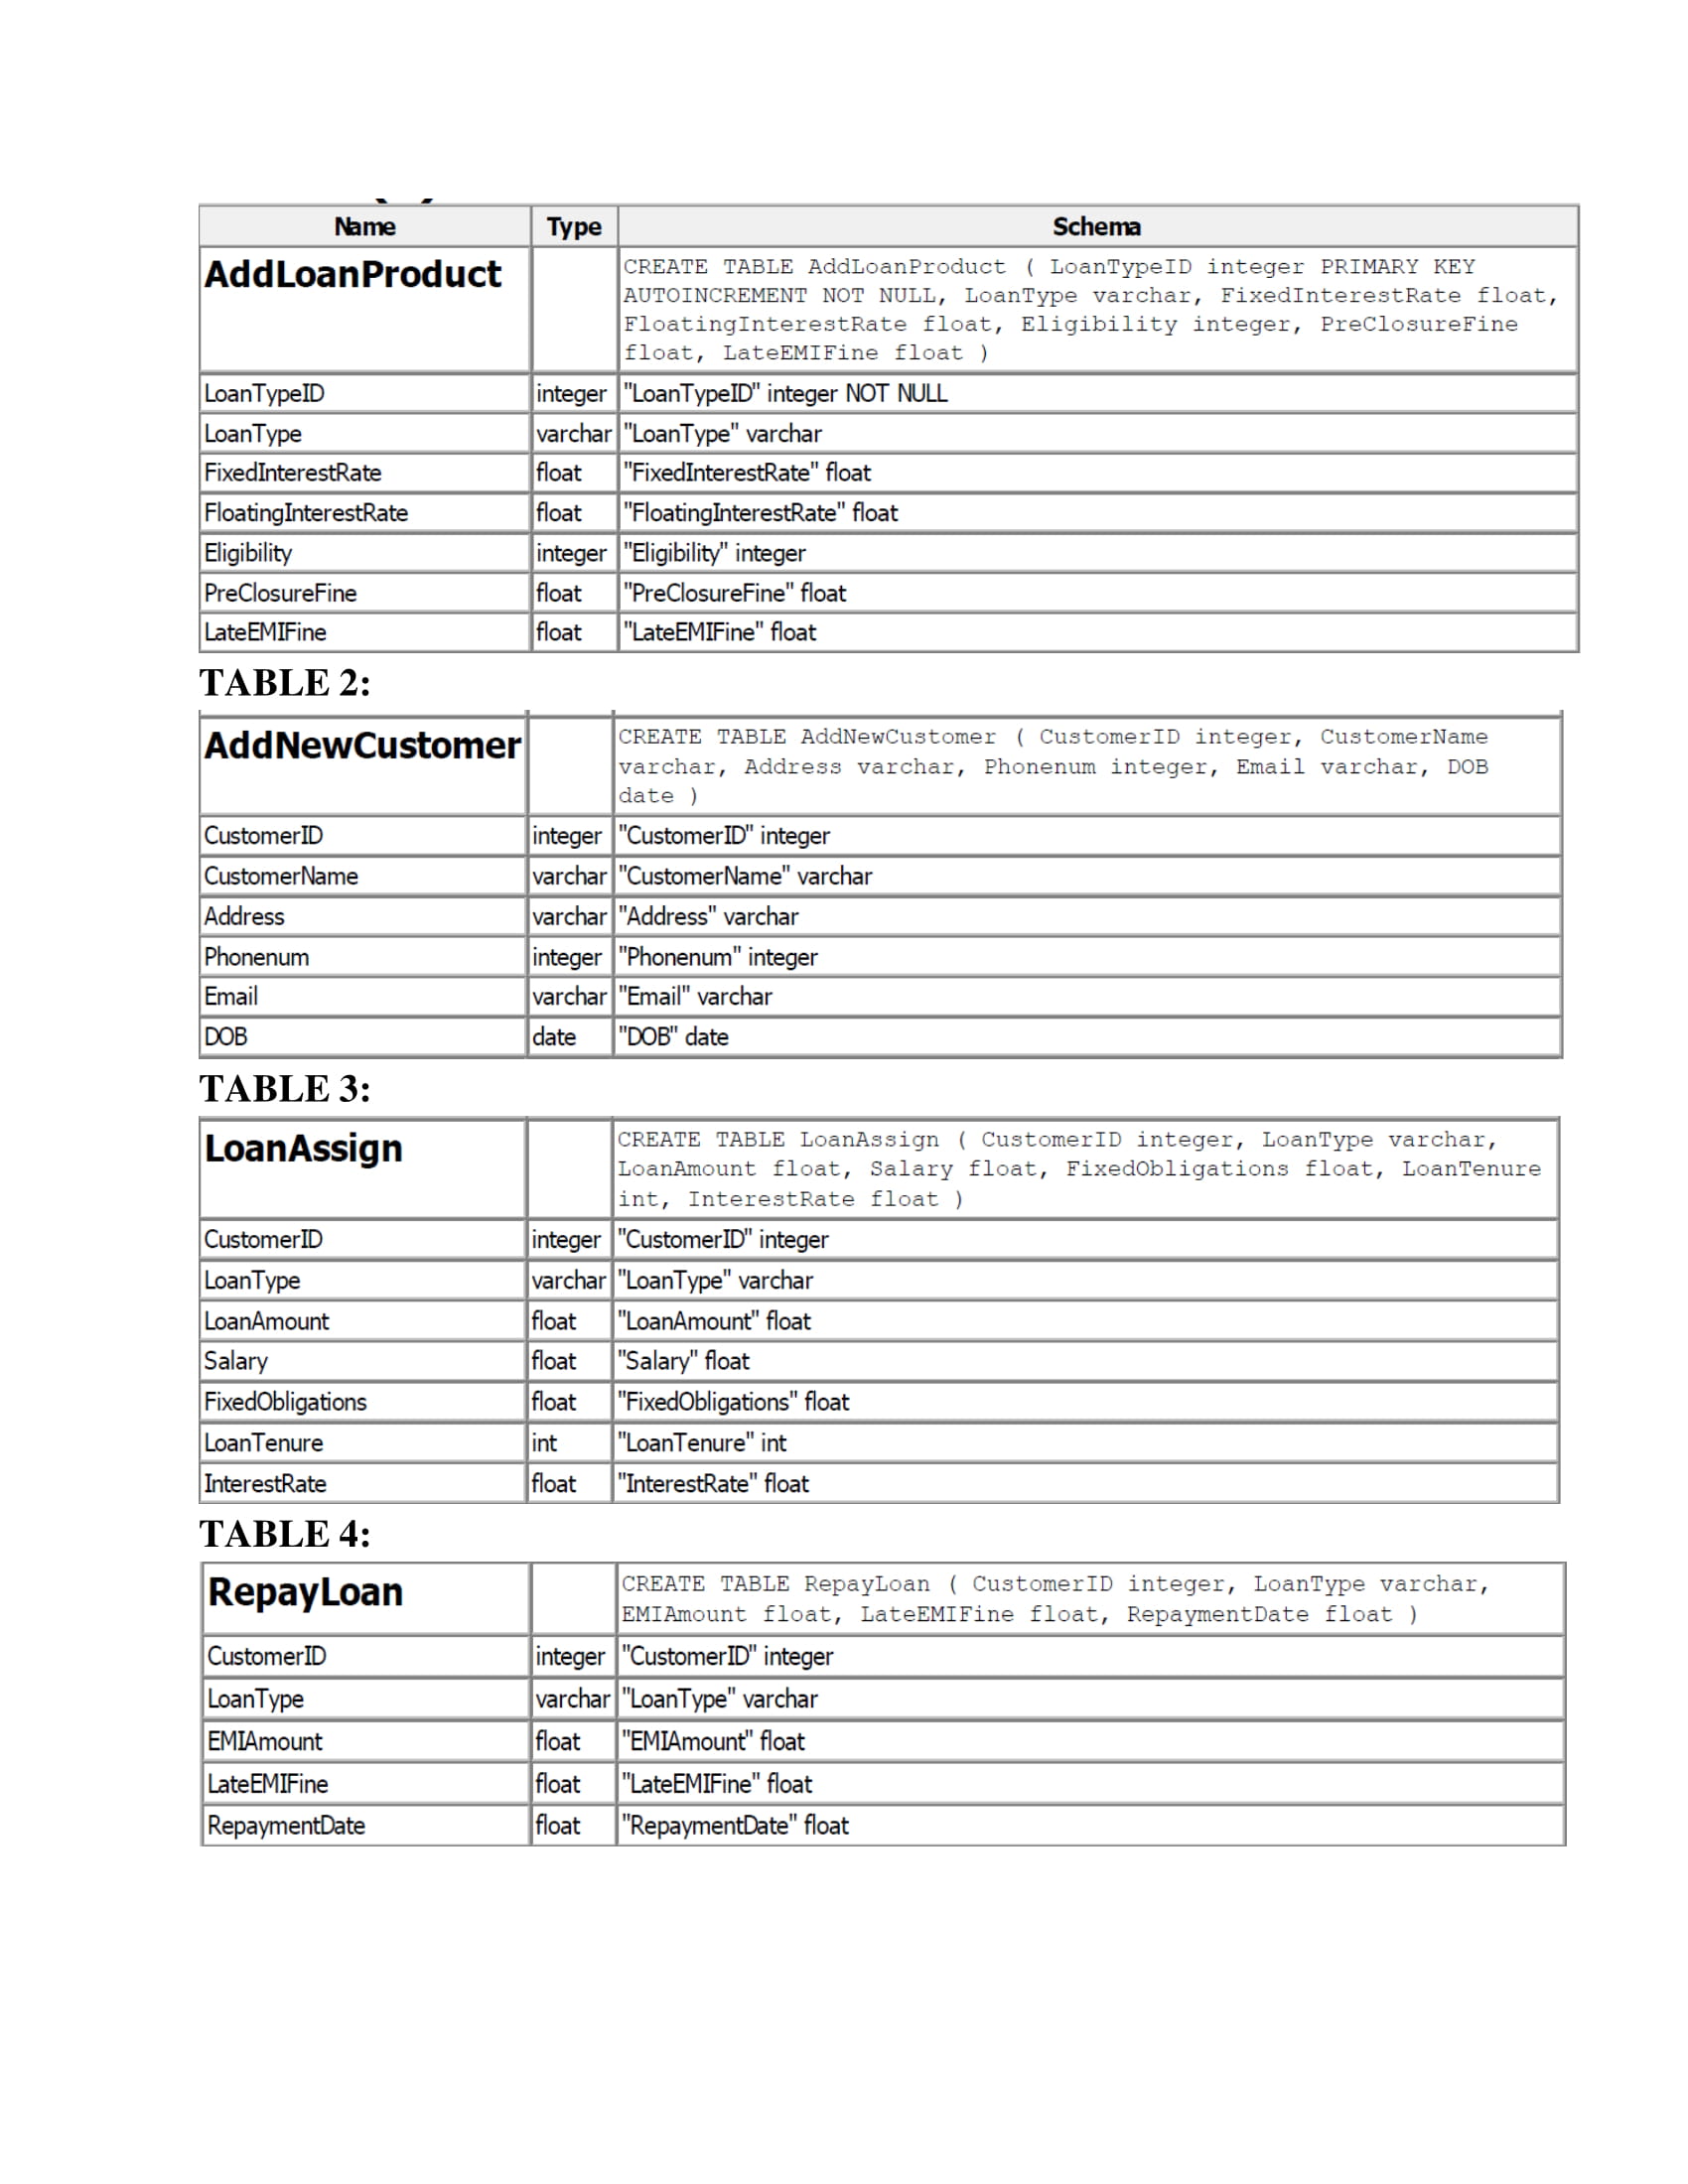 Name Type Schema
AddLoanProduct CREATE TABLE AddLoanProduct ( LoanTypeID integer PRIMARY KEY
AUTOINCREMENT NOT NULL, LoanType varchar, FixedInterestRate float,
FloatingInterestRate float, Eligibility integer, PreClosureFine
float, LateEMIFine float )
LoanTypeID integer "LoanTypeID" integer NOT NULL
LoanType varchar "LoanType" varchar
FixedInterestRate float "FixedInterestRate" float
FloatingInterestRate float "FloatingInterestRate" float
Eligibility integer "Eligibility" integer
PreClosureFine float "PreClosureFine" float
LateEMIFine float "LateEMIFine" float
TABLE 2:
AddNewCustomer CREATE TABLE AddNewCustomer ( CustomerID integer, CustomerName
varchar, Address varchar, Phonenum integer, Email varchar, DOB
date )
CustomerID integer "CustomerID" integer
CustomerName varchar "CustomerName" varchar
Address varchar "Address" varchar
Phonenum integer "Phonenum" integer
Email varchar "Email" varchar
DOB date "DOB" date
TABLE 3:
LoanAssign CREATE TABLE LoanAssign ( CustomerID integer, LoanType varchar,
LoanAmount float, Salary float, FixedObligations float, LoanTenure
int, InterestRate float )
CustomerID integer "CustomerID" integer
LoanType varchar "LoanType" varchar
LoanAmount float "LoanAmount" float
Salary float "Salary" float
FixedObligations float "FixedObligations" float
LoanTenure int "LoanTenure" int
InterestRate float "InterestRate" float
TABLE 4:
RepayLoan CREATE TABLE RepayLoan ( CustomerID integer, LoanType varchar,
EMIAmount float, LateEMIFine float, RepaymentDate float )
CustomerID integer "CustomerID" integer
LoanType varchar "LoanType" varchar
EMIAmount float "EMIAmount" float
LateEMIFine float "LateEMIFine" float
RepaymentDate float "RepaymentDate" float